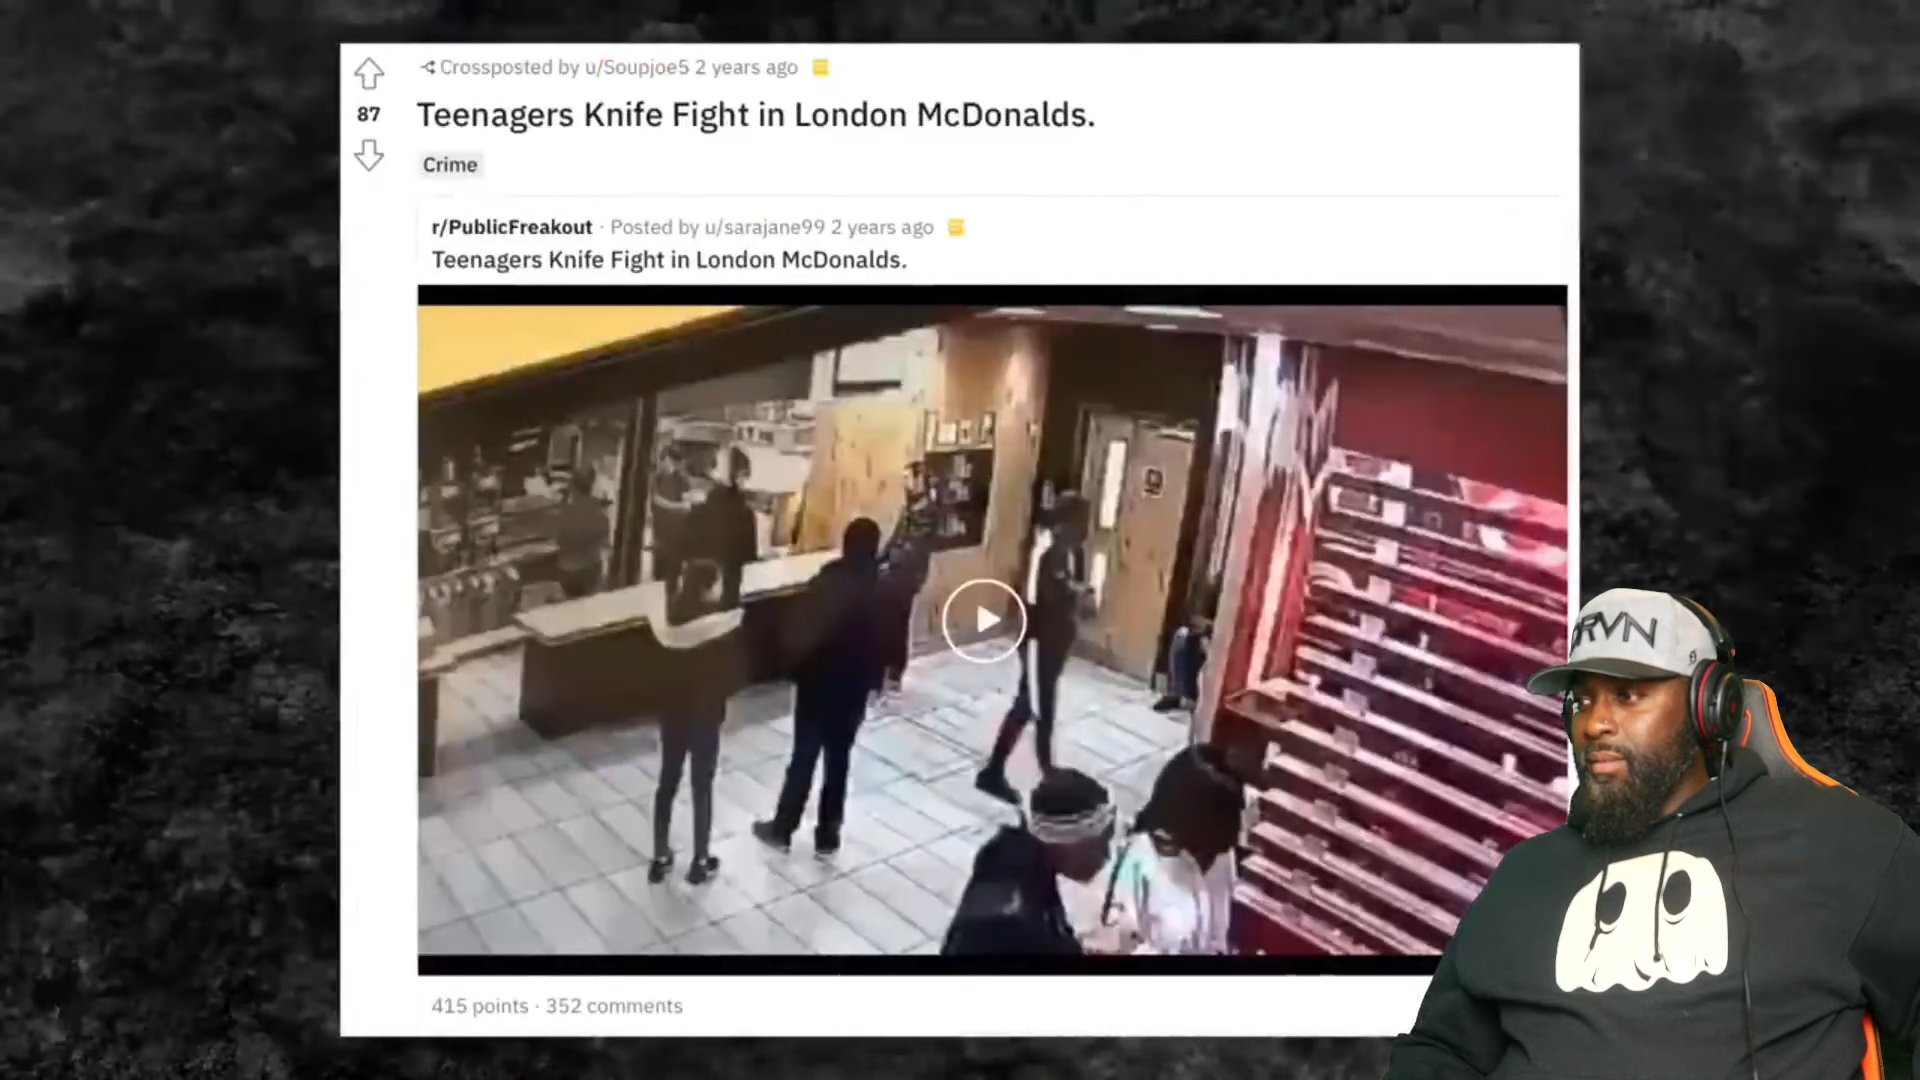 Crossposted by u/Soupjoe5 2 years ago
87
Teenagers Knife Fight in London McDonalds.
Crime
r/PublicFreakout · Posted by u/sarajane99 2 years ago
Teenagers Knife Fight in London McDonalds.
415 points · 352 comments
DRVN